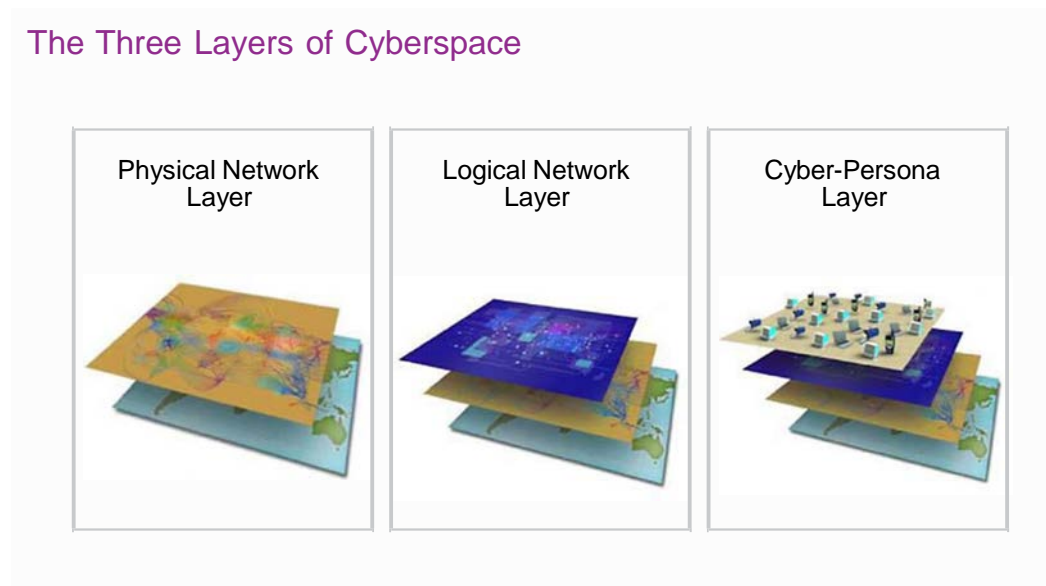 The Three Layers of Cyberspace
Physical Network
Layer
Logical Network
Layer
Cyber-Persona
Layer